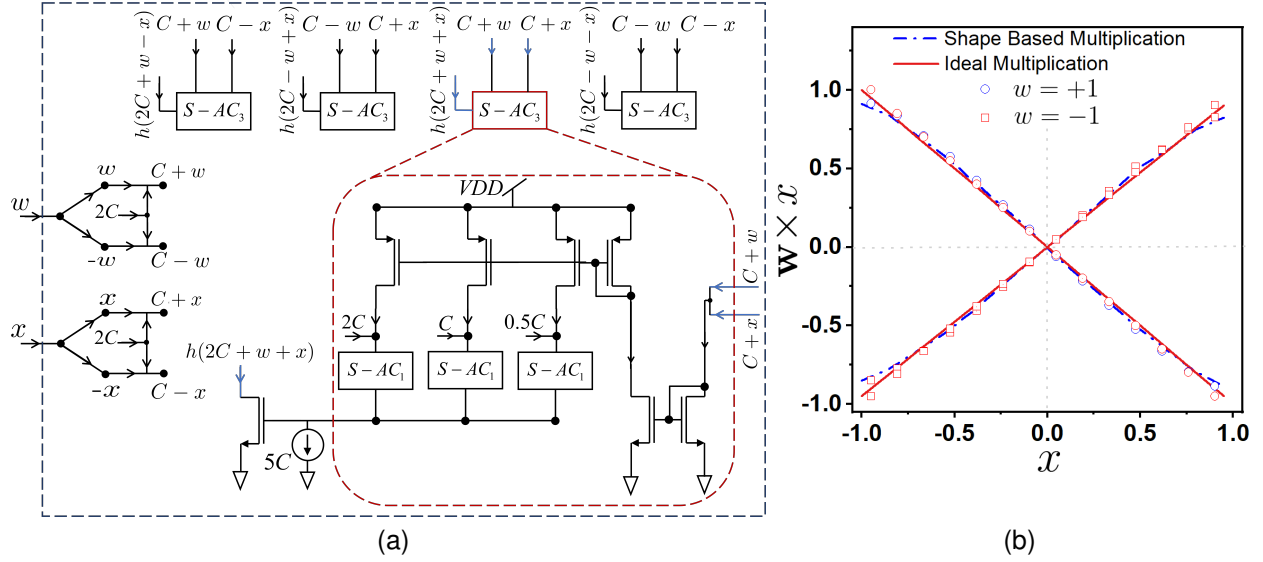 C + w C − x
h(2C + w − x)
S − AC₃
C − w C + x
h(2C − w + x)
S − AC₃
C + w C + x
h(2C + w + x)
S − AC₃
C − w C − x
h(2C − w − x)
S − AC₃
w
w
C + w
2C
-w
C − w
x
x
C + x
2C
-x
C − x
VDD
2C
C
0.5C
S − AC₁
S − AC₁
S − AC₁
C + w
C + x
h(2C + w + x)
5C
(a)
Shape Based Multiplication
Ideal Multiplication
w = +1
w = −1
w × x
1.0
0.5
0.0
-0.5
-1.0
-1.0 -0.5 0.0 0.5 1.0
x
(b)